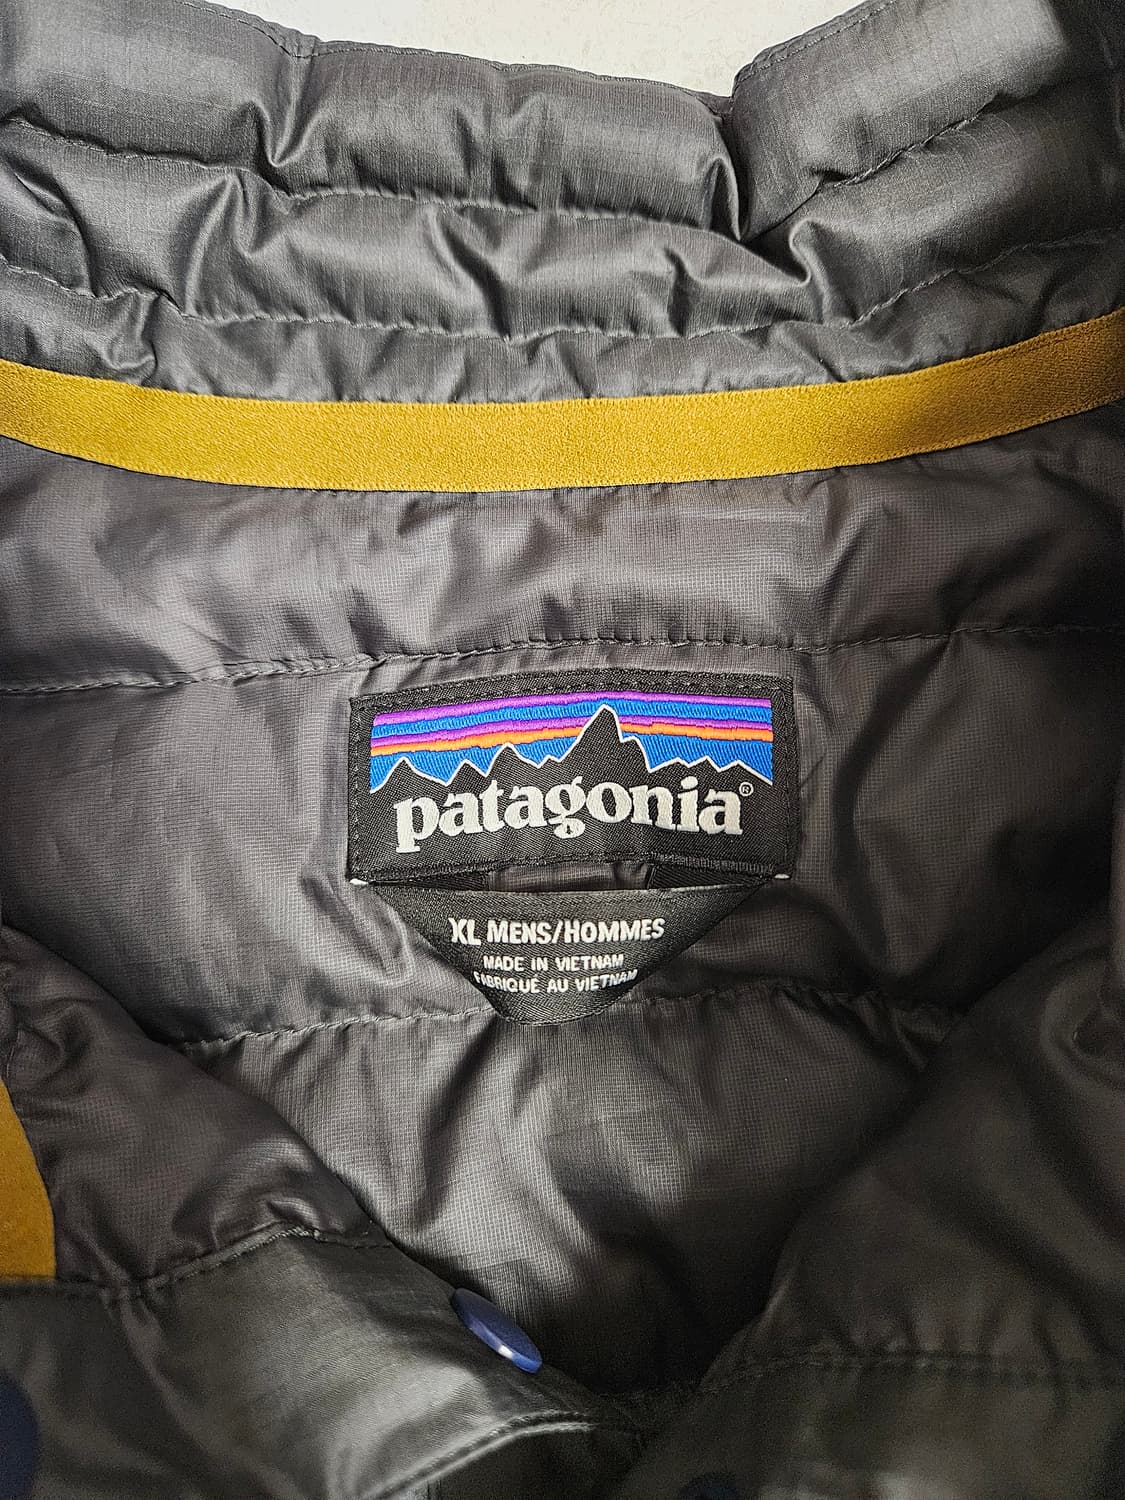 patagonia®
XL MENS/HOMMES
MADE IN VIETNAM
FABRIQUÉ AU VIETNAM